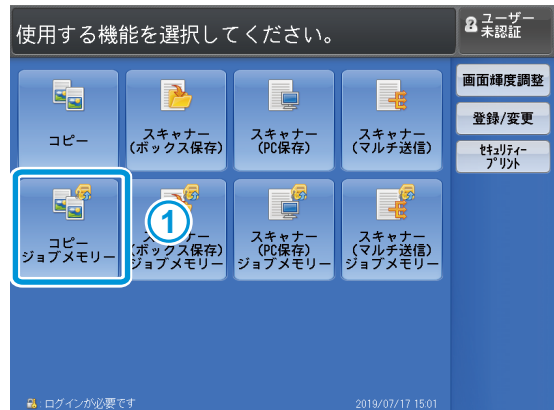 使用する機能を選択してください。
ユーザー
未認証
コピー
スキャナー
(ボックス保存)
スキャナー
(PC保存)
スキャナー
(マルチ送信)
画面輝度調整
登録/変更
セキュリティー
プリント
コピー
ジョブメモリー
1
(ボックス保存)
ジョブメモリー
スキャナー
(PC保存)
ジョブメモリー
スキャナー
(マルチ送信)
ジョブメモリー
:ログインが必要です
2019/07/17 15:01